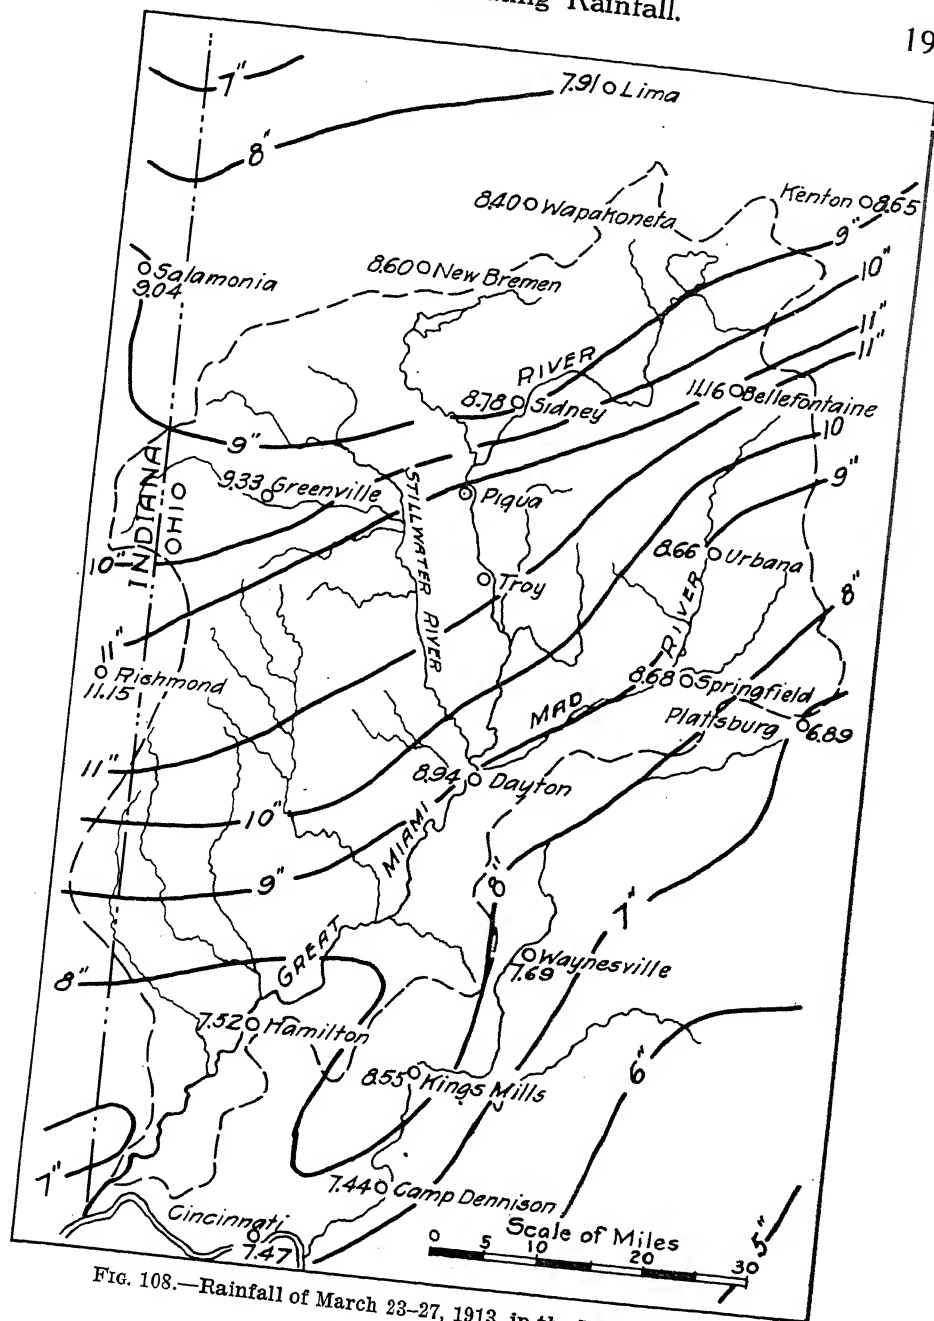 Rainfall.
19
7"
8"
7.91 Lima
8.40 Wapakoneta
Kenton 8.65
9"
10"
11"
11"
Salamonia
9.04
8.60 New Bremen
RIVER
8.78 Sidney
11.16 Bellefontaine
10
9"
9"
INDIANA
OHIO
9.33 Greenville
STILLWATER RIVER
Piqua
10"
8.66 Urbana
Troy
8"
11"
Richmond
11.15
RIVER
8.68 Springfield
MAD
Plattsburg
6.89
11"
8.94 Dayton
10"
GREAT MIAMI
9"
8"
7"
8"
Waynesville
7.69
7.52 Hamilton
6"
8.55 Kings Mills
7"
7.44 Camp Dennison
Cincinnati
7.47
5"
Scale of Miles
0 5 10 20 30
FIG. 108.—Rainfall of March 23-27, 1913, in the